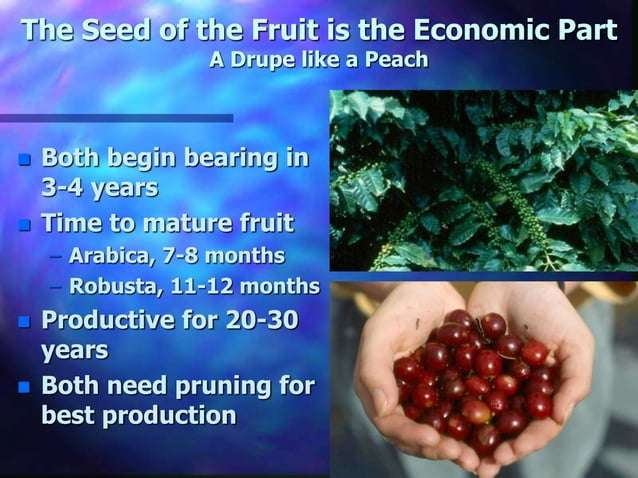 The Seed of the Fruit is the Economic Part
A Drupe like a Peach
Both begin bearing in
3-4 years
Time to mature fruit
– Arabica, 7-8 months
– Robusta, 11-12 months
Productive for 20-30
years
Both need pruning for
best production